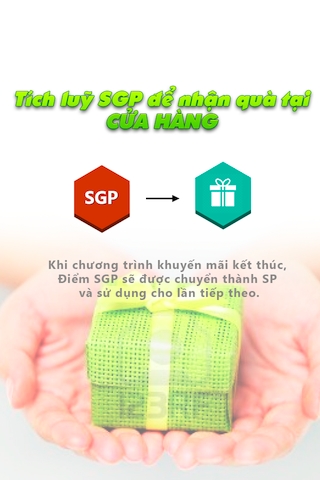 Tích luỹ SGP để nhận quà tại
CỬA HÀNG
SGP
Khi chương trình khuyến mãi kết thúc,
Điểm SGP sẽ được chuyển thành SP
và sử dụng cho lần tiếp theo.